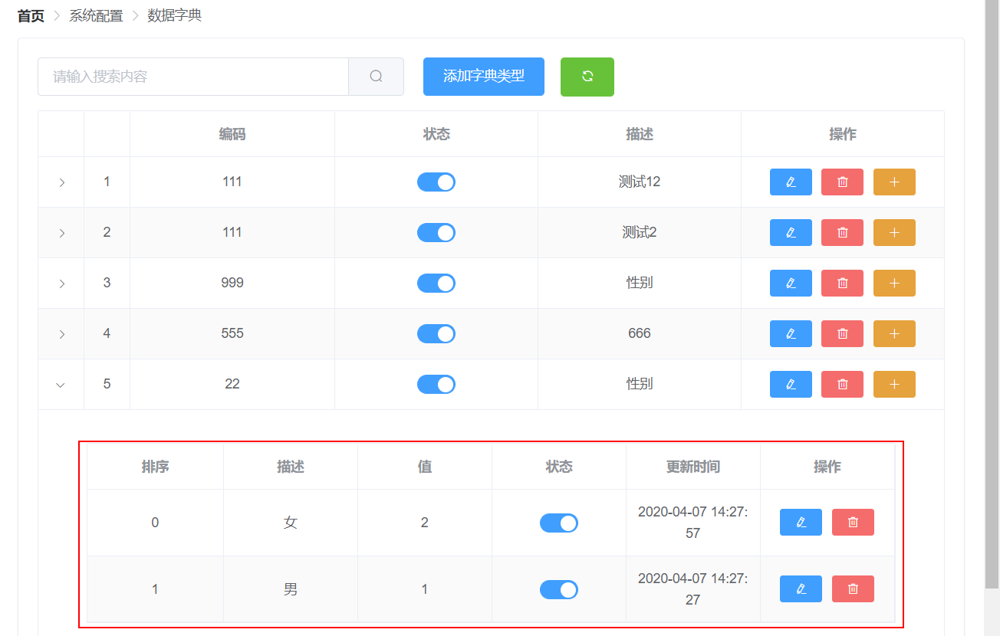 首页 系统配置 数据字典
请输入搜索内容 添加字典类型
编码 状态 描述 操作
1 111 测试12
2 111 测试2
3 999 性别
4 555 666
5 22 性别
排序 描述 值 状态 更新时间 操作
0 女 2 2020-04-07 14:27:
57
1 男 1 2020-04-07 14:27:
27